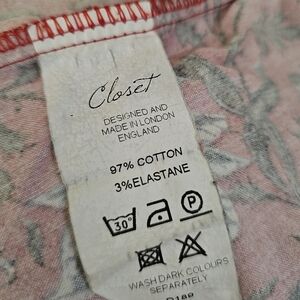 Closet
DESIGNED AND
MADE IN LONDON
ENGLAND
97% COTTON
3% ELASTANE
30°
P
WASH DARK COLOURS
SEPARATELY